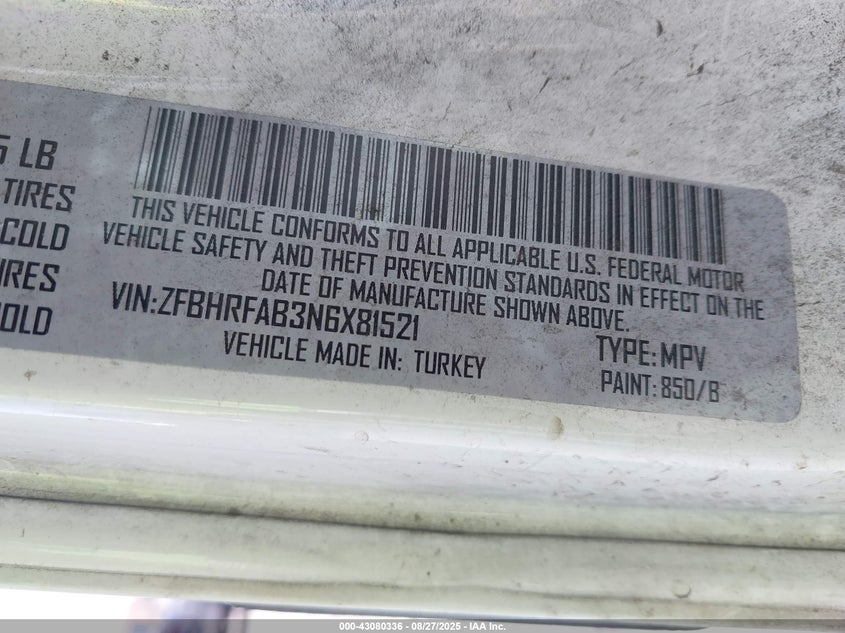 5 LB
TIRES
COLD
IRES
OLD
THIS VEHICLE CONFORMS TO ALL APPLICABLE U.S. FEDERAL MOTOR
VEHICLE SAFETY AND THEFT PREVENTION STANDARDS IN EFFECT ON THE
DATE OF MANUFACTURE SHOWN ABOVE.
VIN:ZFBHRFAB3N6X81521
TYPE:MPV
VEHICLE MADE IN: TURKEY
PAINT: 850/B
000-43080336 - 08/27/2025 - IAA Inc.